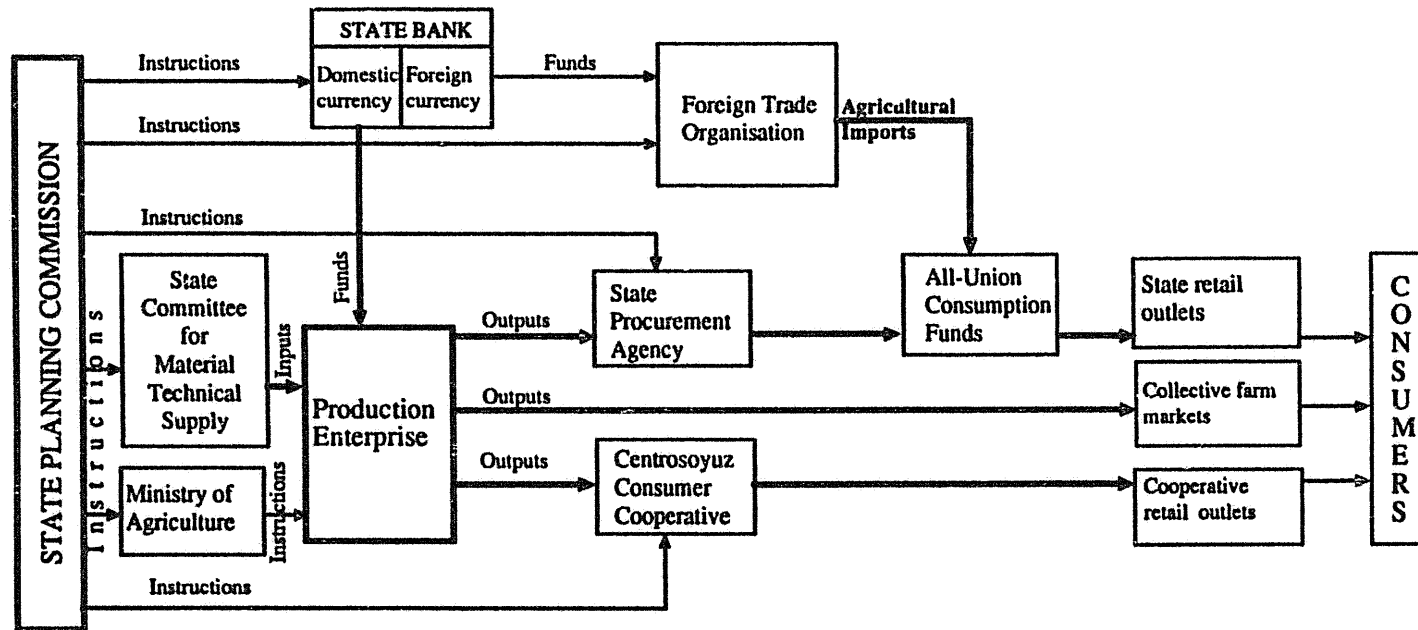 STATE BANK
Domestic
currency
Foreign
currency
Instructions
Funds
Instructions
Foreign Trade
Organisation
Agricultural
Imports
STATE PLANNING COMMISSION
Instructions
Funds
Instructions
State
Committee
for
Material
Technical
Supply
Inputs
Ministry of
Agriculture
Instructions
Production
Enterprise
Outputs
State
Procurement
Agency
All-Union
Consumption
Funds
State retail
outlets
Outputs
Collective farm
markets
Outputs
Centrosoyuz
Consumer
Cooperative
Cooperative
retail outlets
Instructions
CONSUMERS